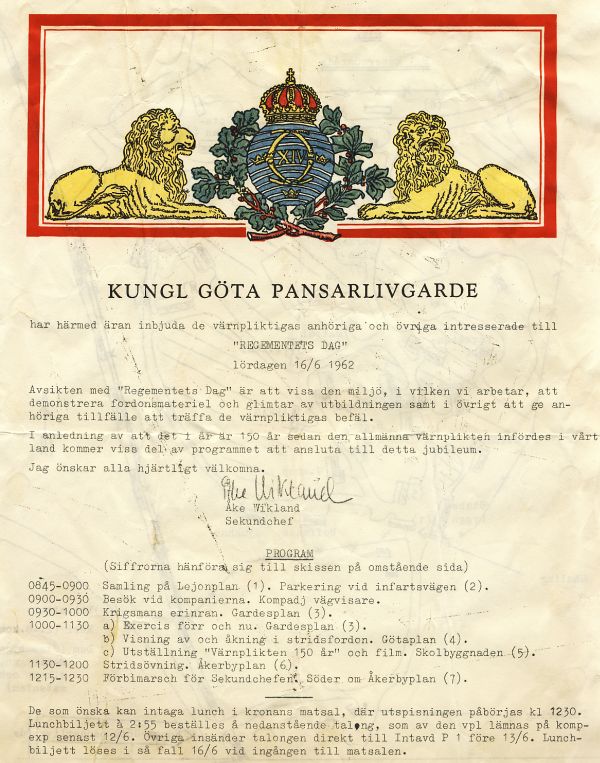 XIV
KUNGL GÖTA PANSARLIVGARDE
har härmed äran inbjuda de värnpliktigas anhöriga och övriga intresserade till
"REGEMENTETS DAG"
lördagen 16/6 1962
Avsikten med "Regementets Dag" är att visa den miljö, i vilken vi arbetar, att
demonstrera fordonsmateriel och glimtar av utbildningen samt i övrigt att ge an-
höriga tillfälle att träffa de värnpliktigas befäl.
I anledning av att det i år är 150 år sedan den allmänna värnplikten infördes i vårt
land kommer viss del av programmet att ansluta till detta jubileum.
Jag önskar alla hjärtligt välkomna.
Åke Wikland
Åke Wikland
Sekundchef
PROGRAM
(Siffrorna hänföra sig till skissen på omstående sida)
0845-0900 Samling på Lejonplan (1). Parkering vid infartsvägen (2).
0900-0930 Besök vid kompanierna. Kompadj vägvisare.
0930-1000 Krigsmans erinran. Gardesplan (3).
1000-1130 a) Exercis förr och nu. Gardesplan (3).
b) Visning av och åkning i stridsfordon. Götaplan (4).
c) Utställning "Värnplikten 150 år" och film. Skolbyggnaden (5).
1130-1200 Stridsövning. Åkerbyplan (6).
1215-1230 Förbimarsch för Sekundchefen. Söder om Åkerbyplan (7).
De som önska kan intaga lunch i kronans matsal, där utspisningen påbörjas kl 1230.
Lunchbiljett à 2:55 beställes å nedanstående talong, som av den vpl lämnas på komp-
exp senast 12/6. Övriga insänder talongen direkt till Intavd P 1 före 13/6. Lunch-
biljett löses i så fall 16/6 vid ingången till matsalen.